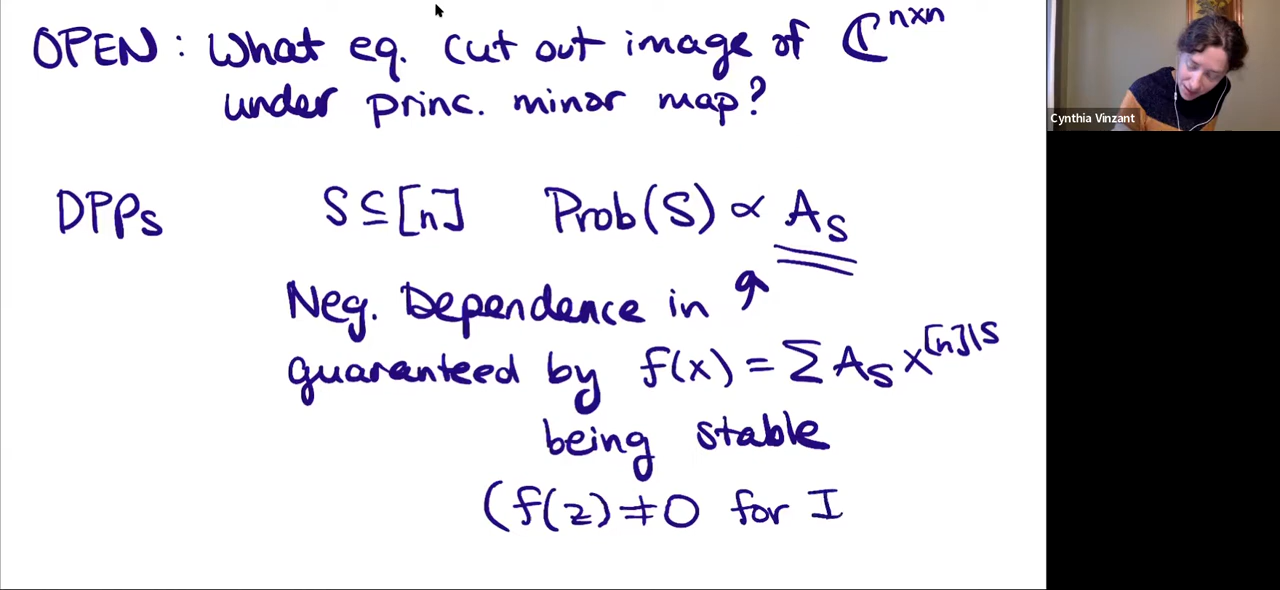 OPEN: What eq. cut out image of ℂ^{n×n}
under princ. minor map?
Cynthia Vinzant
DPPs S ⊆ [n] Prob(S) ∝ A_S
Neg. Dependence in ↑
guaranteed by f(x) = Σ A_S x^{[n]\S}
being stable
(f(z) ≠ 0 for I